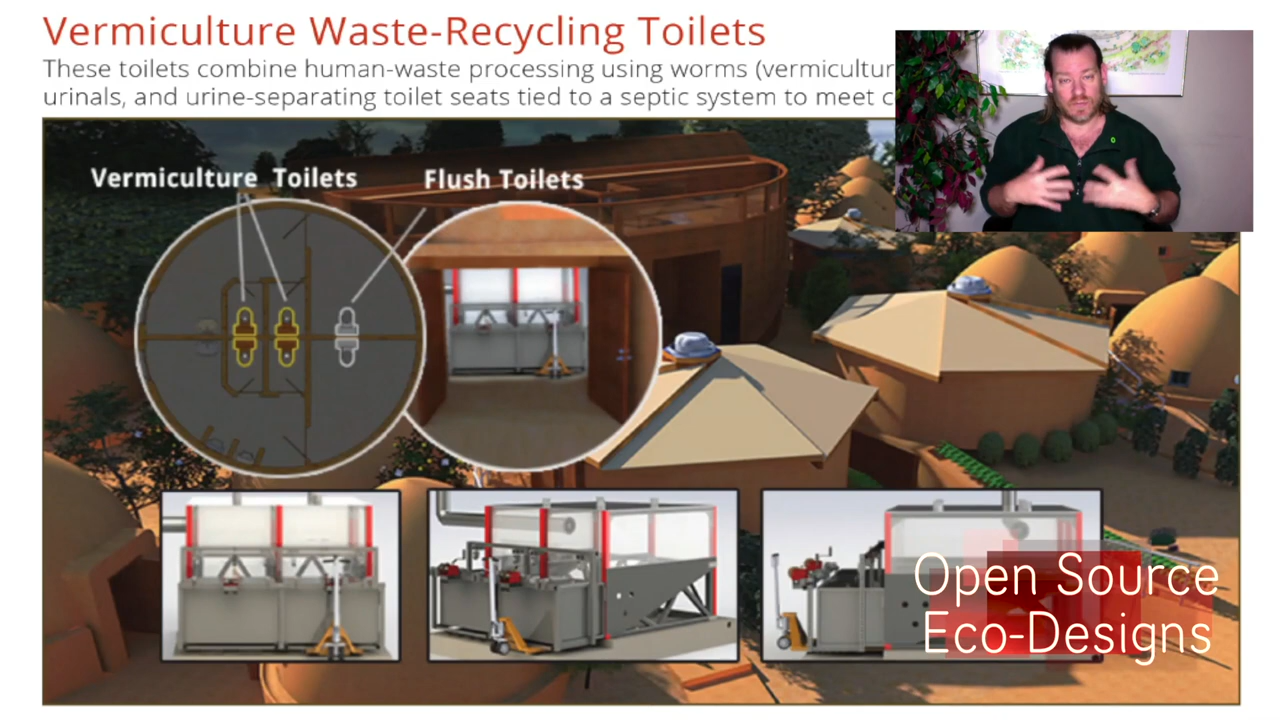 Vermiculture Waste-Recycling Toilets
These toilets combine human-waste processing using worms (vermicultur
urinals, and urine-separating toilet seats tied to a septic system to meet c
Vermiculture Toilets
Flush Toilets
Open Source
Eco-Designs